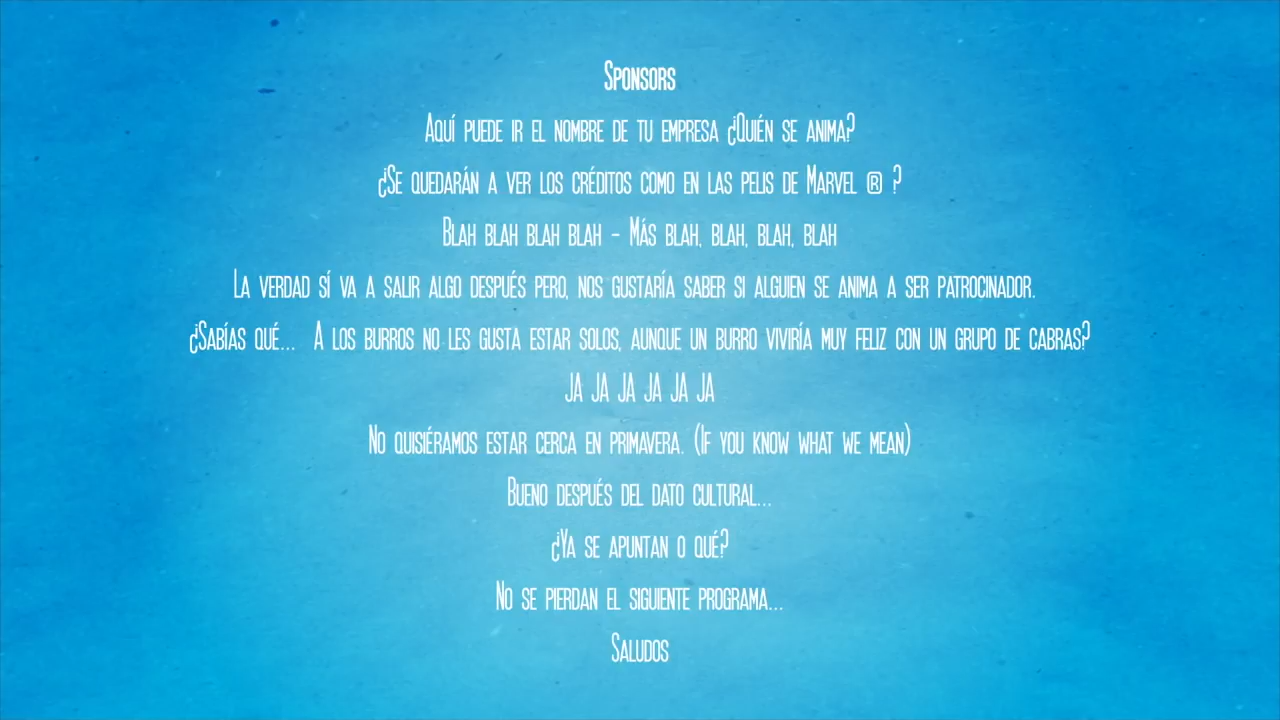 Sponsors
Aquí puede ir el nombre de tu empresa ¿Quién se anima?
¿Se quedarán a ver los créditos como en las pelis de Marvel ® ?
Blah blah blah blah - Más blah, blah, blah, blah
La verdad sí va a salir algo después pero, nos gustaría saber si alguien se anima a ser patrocinador.
¿Sabías qué... A los burros no les gusta estar solos, aunque un burro viviría muy feliz con un grupo de cabras?
JA JA JA JA JA JA
No quisiéramos estar cerca en primavera. (If you know what we mean)
Bueno después del dato cultural...
¿Ya se apuntan o qué?
No se pierdan el siguiente programa...
Saludos